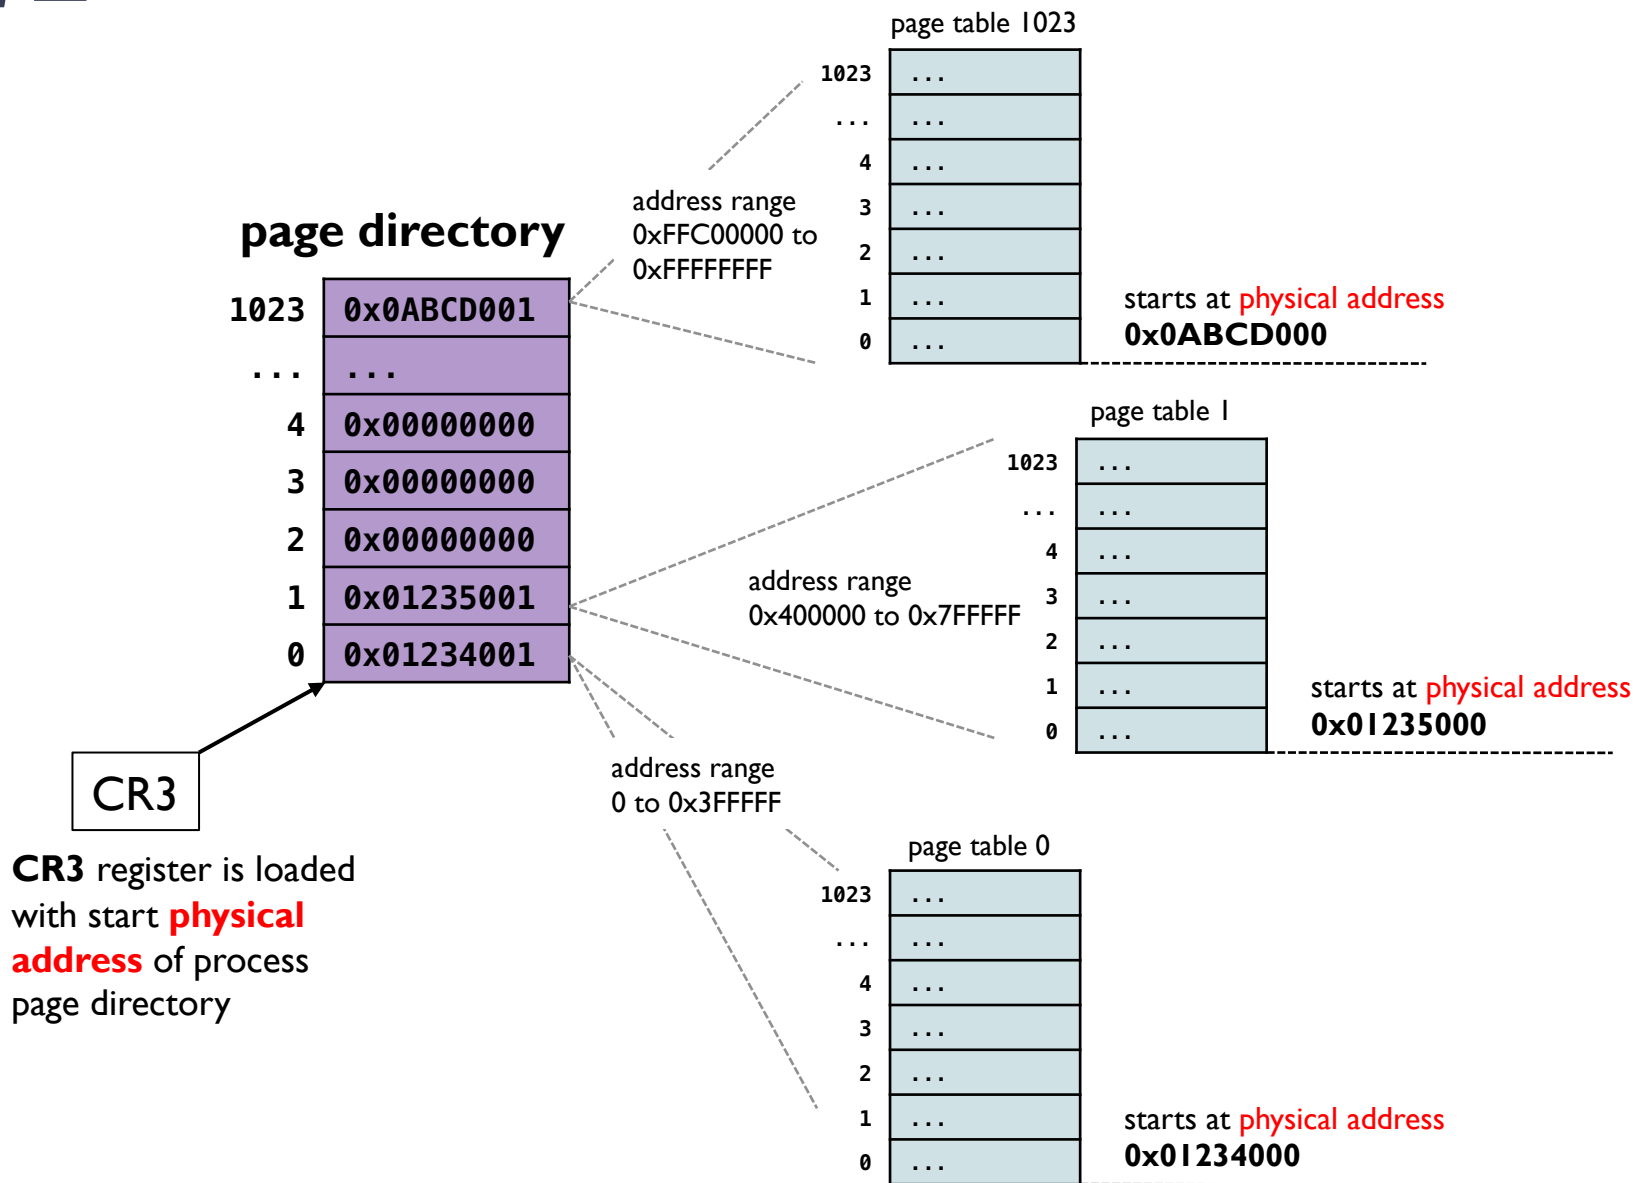 page table 1023
1023 ...
... ...
4 ...
3 ...
2 ...
1 ...
0 ...
starts at physical address
0x0ABCD000
address range
0xFFC00000 to
0xFFFFFFFF
page directory
1023 0x0ABCD001
... ...
4 0x00000000
3 0x00000000
2 0x00000000
1 0x01235001
0 0x01234001
page table 1
1023 ...
... ...
4 ...
3 ...
2 ...
1 ...
0 ...
address range
0x400000 to 0x7FFFFF
starts at physical address
0x01235000
CR3
CR3 register is loaded
with start physical
address of process
page directory
address range
0 to 0x3FFFFF
page table 0
1023 ...
... ...
4 ...
3 ...
2 ...
1 ...
0 ...
starts at physical address
0x01234000